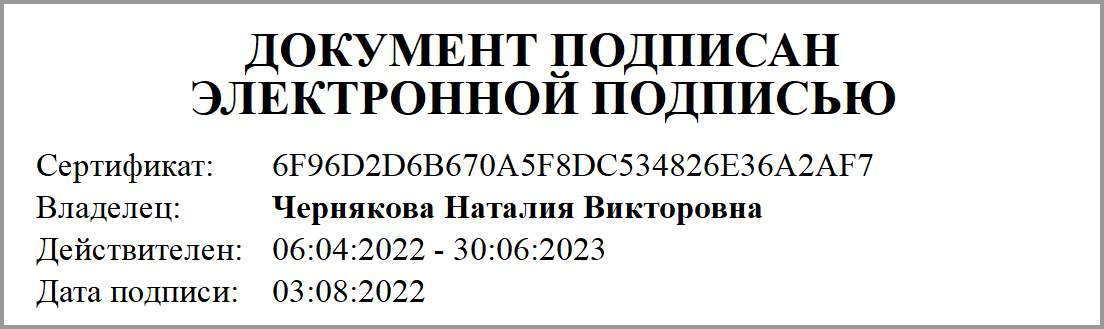 ДОКУМЕНТ ПОДПИСАН
ЭЛЕКТРОННОЙ ПОДПИСЬЮ
Сертификат: 6F96D2D6B670A5F8DC534826E36A2AF7
Владелец: Чернякова Наталия Викторовна
Действителен: 06:04:2022 - 30:06:2023
Дата подписи: 03:08:2022